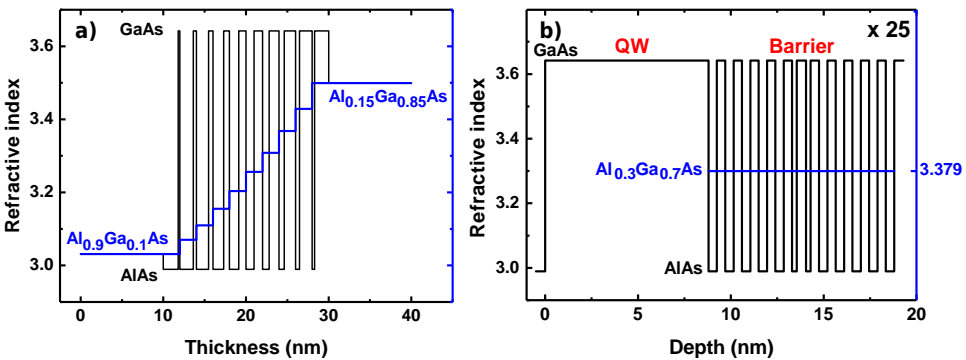 a)
GaAs
Al0.15Ga0.85As
Al0.9Ga0.1As
AlAs
3.6
3.4
3.2
3.0
Refractive index
0
10
20
30
40
Thickness (nm)
b)
x 25
GaAs
QW
Barrier
Al0.3Ga0.7As
3.379
AlAs
3.6
3.4
3.2
3.0
Refractive index
0
5
10
15
20
Depth (nm)